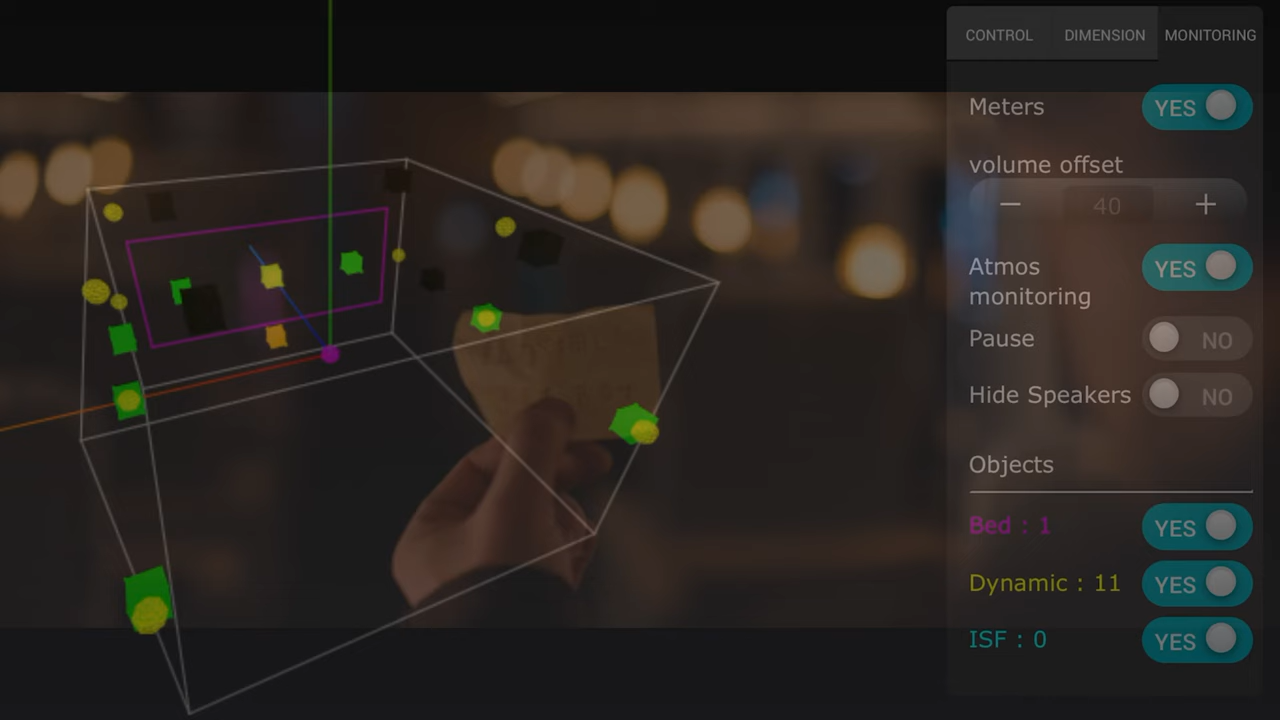 CONTROL DIMENSION MONITORING
Meters YES
volume offset
− 40 +
Atmos
monitoring YES
Pause NO
Hide Speakers NO
Objects
Bed : 1 YES
Dynamic : 11 YES
ISF : 0 YES